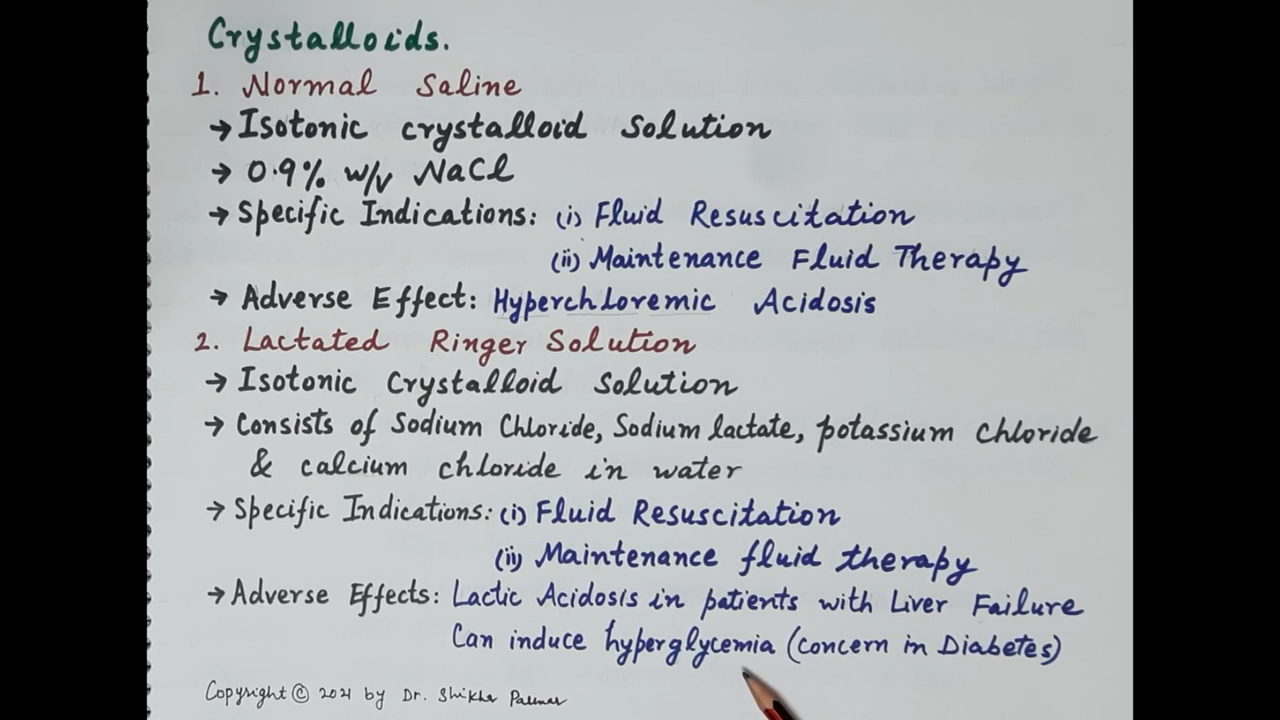 Crystalloids.
1. Normal Saline
→ Isotonic crystalloid Solution
→ 0.9% w/v NaCl
→ Specific Indications: (i) Fluid Resuscitation
(ii) Maintenance Fluid Therapy
→ Adverse Effect: Hyperchloremic Acidosis
2. Lactated Ringer Solution
→ Isotonic Crystalloid Solution
→ Consists of Sodium Chloride, Sodium lactate, potassium chloride
& calcium chloride in water
→ Specific Indications: (i) Fluid Resuscitation
(ii) Maintenance fluid therapy
→ Adverse Effects: Lactic Acidosis in patients with Liver Failure
Can induce hyperglycemia (concern in Diabetes)
Copyright © 2021 by Dr. Shikha Parmar